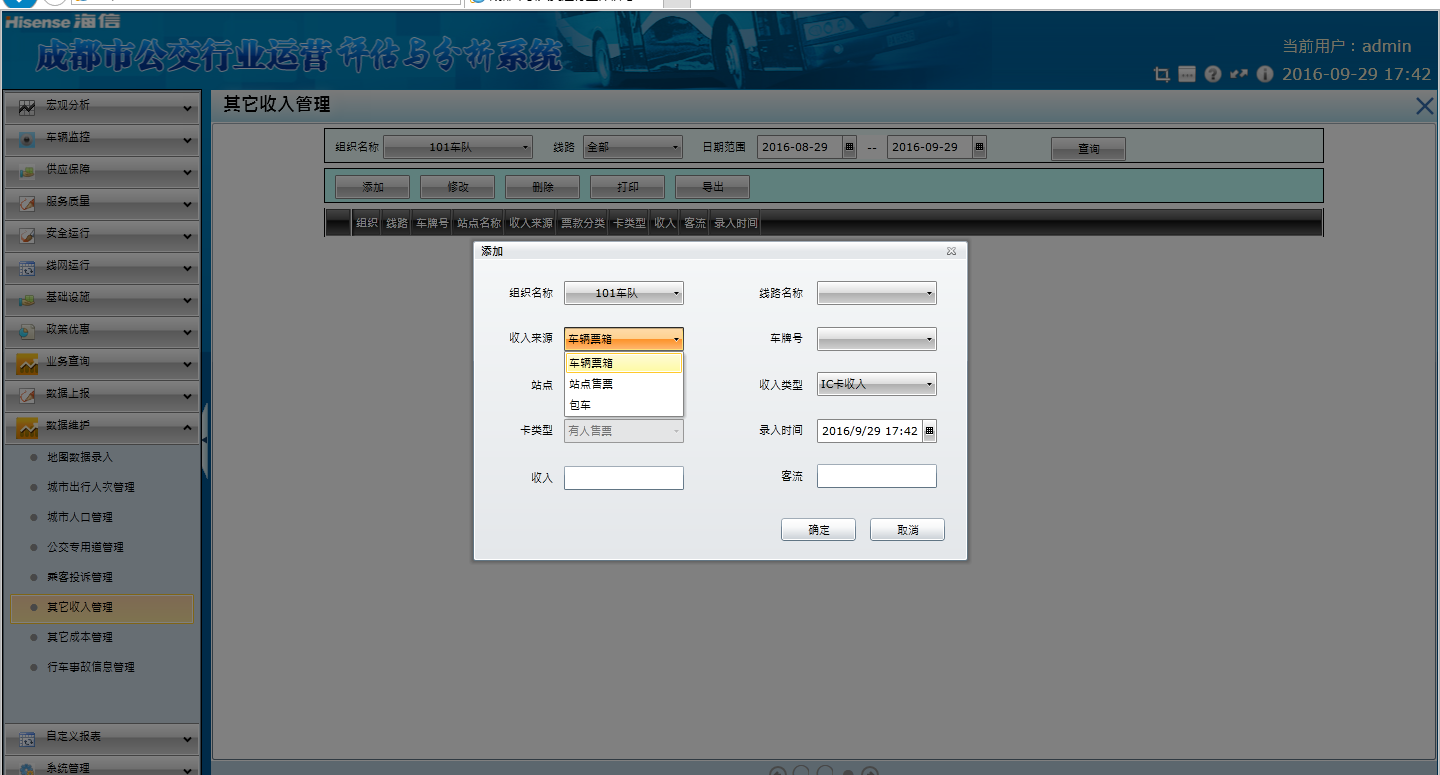 Hisense 海信
成都市公交行业运营评估与分析系统
当前用户：admin
2016-09-29 17:42
宏观分析
车辆监控
供应保障
服务质量
安全运行
线网运行
基础设施
政策优惠
业务查询
数据上报
数据维护
地图数据录入
城市出行人次管理
城市人口管理
公交专用道管理
乘客投诉管理
其它收入管理
其它成本管理
行车事故信息管理
自定义报表
系统管理
其它收入管理
组织名称 101车队 线路 全部 日期范围 2016-08-29 -- 2016-09-29 查询
添加 修改 删除 打印 导出
组织 线路 车牌号 站点名称 收入来源 票款分类 卡类型 收入 客流 录入时间
添加
组织名称 101车队 线路名称
收入来源 车辆票箱 车牌号
车辆票箱
站点 站点售票 收入类型 IC卡收入
包车
卡类型 有人售票 录入时间 2016/9/29 17:42
收入 客流
确定 取消